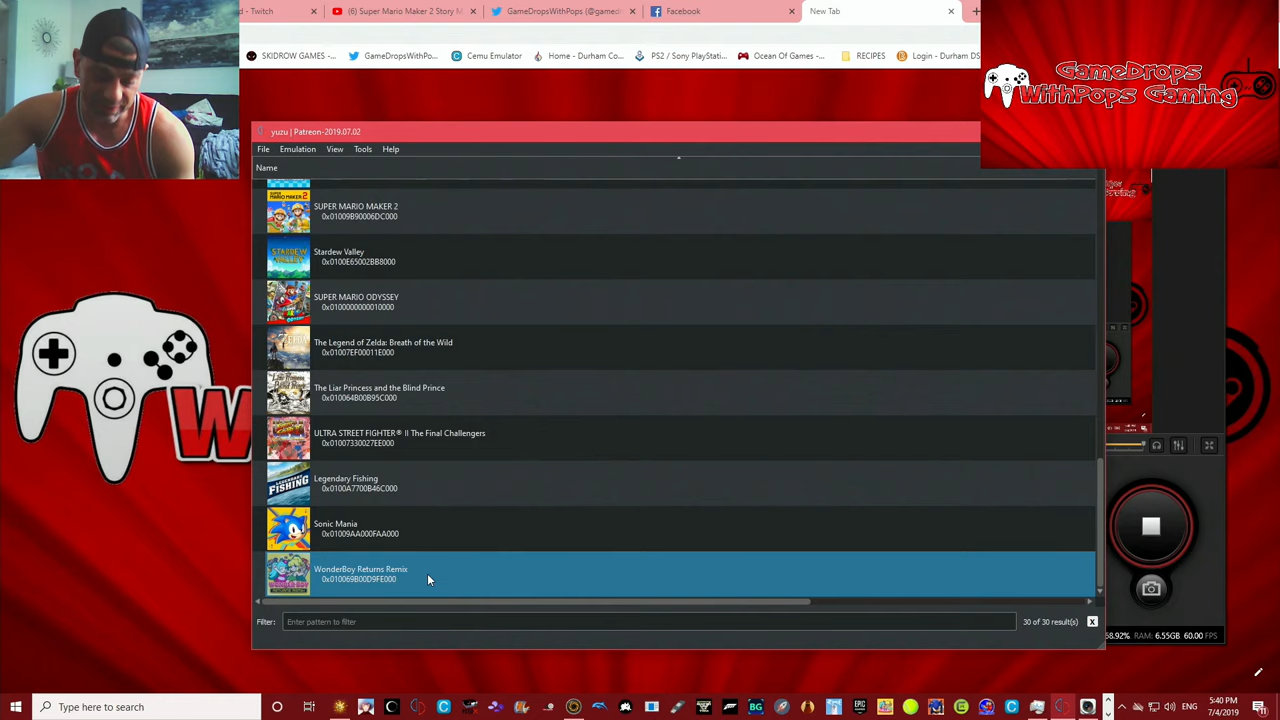 d - Twitch
(6) Super Mario Maker 2 Story M
GameDropsWithPops (@gamed
Facebook
New Tab
SKIDROW GAMES -...
GameDropsWithPo...
Cemu Emulator
Home - Durham Co...
PS2 / Sony PlayStati...
Ocean Of Games -...
RECIPES
Login - Durham DS
GameDrops
WithPops Gaming
yuzu | Patreon-2019.07.02
File Emulation View Tools Help
Name
SUPER MARIO MAKER 2
0x01009B90006DC000
Stardew Valley
0x0100E65002BB8000
SUPER MARIO ODYSSEY
0x0100000000010000
The Legend of Zelda: Breath of the Wild
0x01007EF00011E000
The Liar Princess and the Blind Prince
0x010064B00B95C000
ULTRA STREET FIGHTER® II The Final Challengers
0x01007330027EE000
Legendary Fishing
0x0100A7700B46C000
Sonic Mania
0x01009AA000FAA000
WonderBoy Returns Remix
0x010069B00D9FE000
Filter: Enter pattern to filter 30 of 30 result(s) X
68.92% RAM: 6.55GB 60.00 FPS
Type here to search
ENG
5:40 PM
7/4/2019